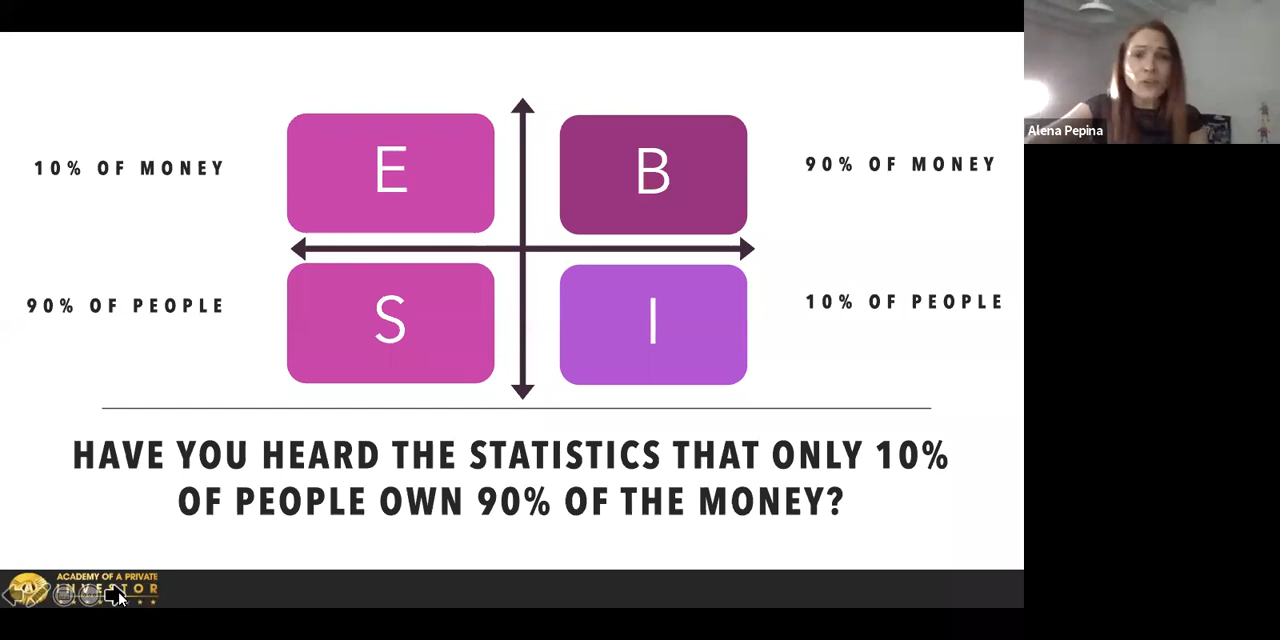 10% OF MONEY
E
B
90% OF MONEY
Alena Pepina
90% OF PEOPLE
S
I
10% OF PEOPLE
HAVE YOU HEARD THE STATISTICS THAT ONLY 10%
OF PEOPLE OWN 90% OF THE MONEY?
ACADEMY OF A PRIVATE
INVESTOR